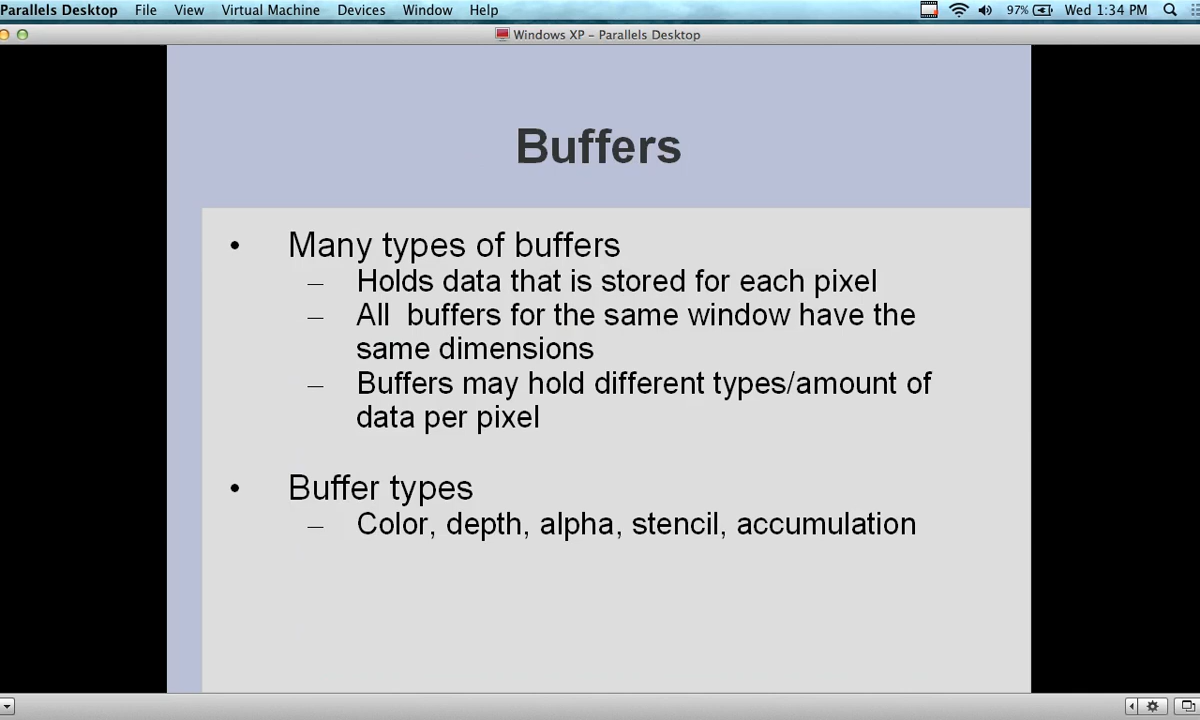 Parallels Desktop File View Virtual Machine Devices Window Help 97% Wed 1:34 PM
Windows XP – Parallels Desktop
Buffers
• Many types of buffers
– Holds data that is stored for each pixel
– All buffers for the same window have the
same dimensions
– Buffers may hold different types/amount of
data per pixel
• Buffer types
– Color, depth, alpha, stencil, accumulation